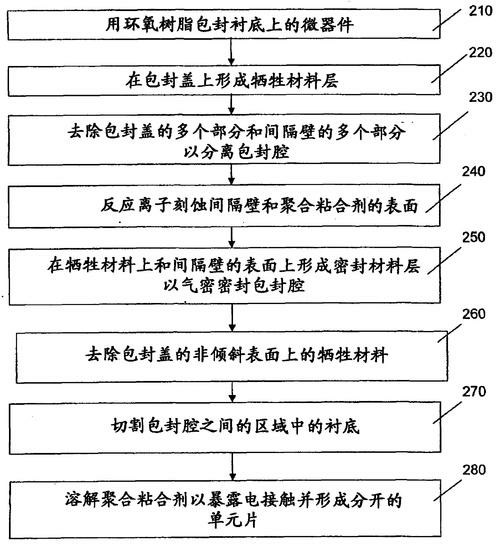 用环氧树脂包封衬底上的微器件
210
在包封盖上形成牺牲材料层
220
去除包封盖的多个部分和间隔壁的多个部分
以分离包封腔
230
反应离子刻蚀间隔壁和聚合粘合剂的表面
240
在牺牲材料上和间隔壁的表面上形成密封材料层
以气密密封包封腔
250
去除包封盖的非倾斜表面上的牺牲材料
260
切割包封腔之间的区域中的衬底
270
溶解聚合粘合剂以暴露电接触并形成分开的
单元片
280